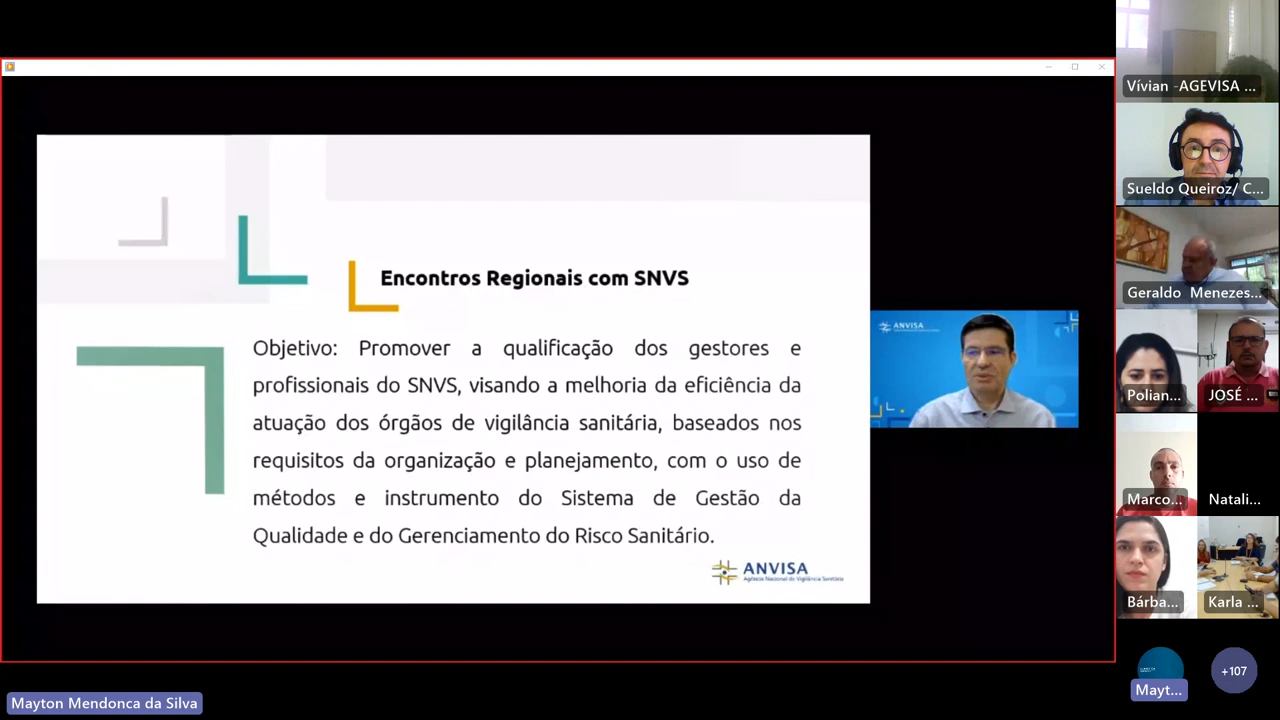 Encontros Regionais com SNVS
Objetivo: Promover a qualificação dos gestores e
profissionais do SNVS, visando a melhoria da eficiência da
atuação dos órgãos de vigilância sanitária, baseados nos
requisitos da organização e planejamento, com o uso de
métodos e instrumento do Sistema de Gestão da
Qualidade e do Gerenciamento do Risco Sanitário.
ANVISA
Agência Nacional de Vigilância Sanitária
ANVISA
Vívian -AGEVISA ...
Sueldo Queiroz/ C...
Geraldo Menezes...
Polian...
JOSÉ ...
Marco...
Natali...
Bárba...
Karla ...
Mayt...
+107
Mayton Mendonca da Silva